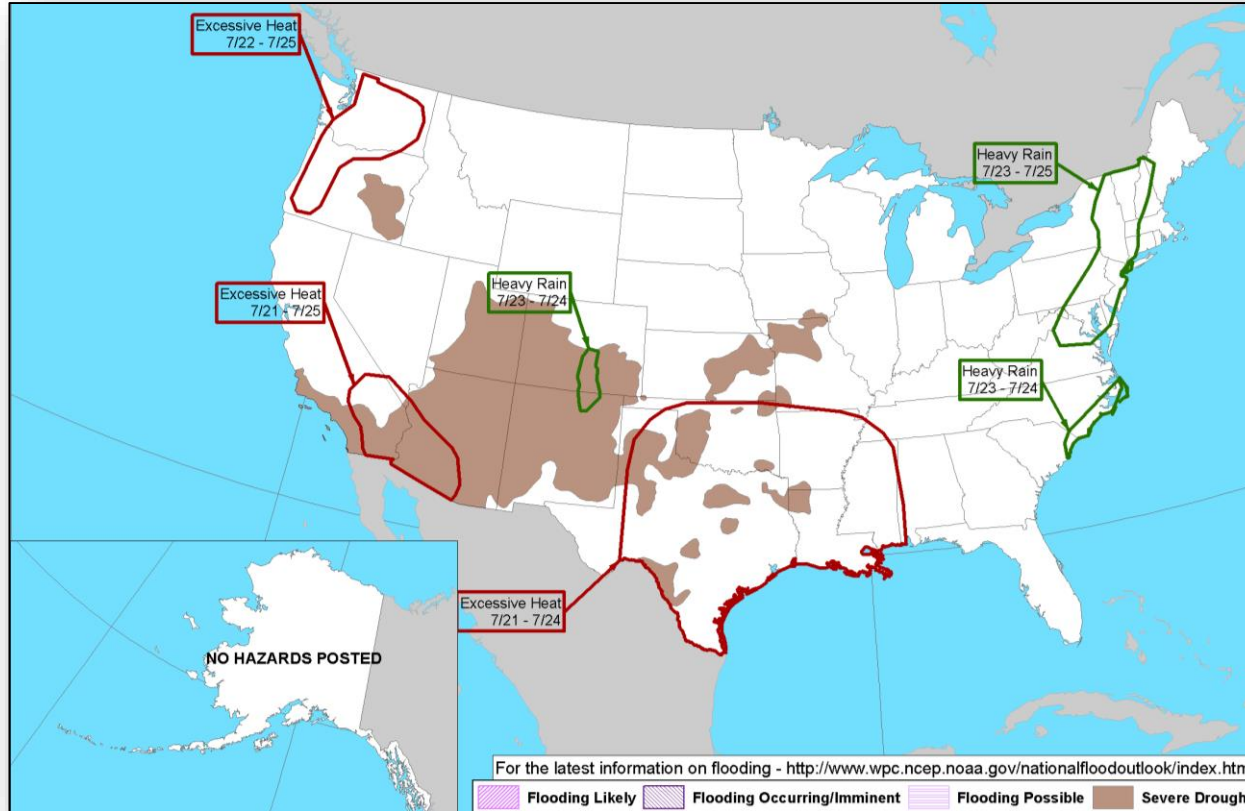 Excessive Heat
7/22 - 7/25
Heavy Rain
7/23 - 7/25
Excessive Heat
7/21 - 7/25
Heavy Rain
7/23 - 7/24
Heavy Rain
7/23 - 7/24
Excessive Heat
7/21 - 7/24
NO HAZARDS POSTED
For the latest information on flooding - http://www.wpc.ncep.noaa.gov/nationalfloodoutlook/index.htm
Flooding Likely
Flooding Occurring/Imminent
Flooding Possible
Severe Drough